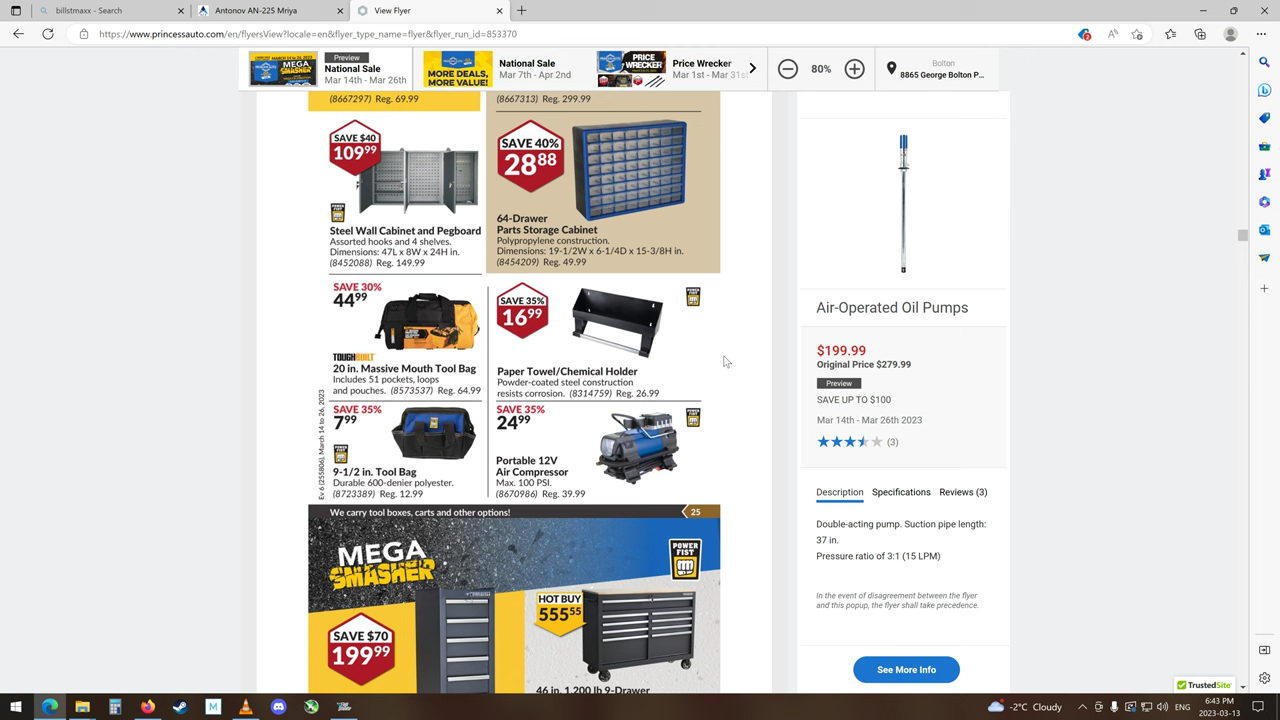 billstmaxx - Search
Antonov AN-225 Mriya
View Flyer
https://www.princessauto.com/en/flyersView?locale=en&flyer_type_name=flyer&flyer_run_id=853370
Preview
National Sale
Mar 14th - Mar 26th
MEGA SMASHER
MORE DEALS,
MORE VALUE!
National Sale
Mar 7th - Apr 2nd
PRICE
WRECKER
Price Wrecker
Mar 1st - Mar 31st
80%
Bolton
8865 George Bolton P...
(8667297) Reg. 69.99
(8667313) Reg. 299.99
SAVE $40
109 99
Steel Wall Cabinet and Pegboard
Assorted hooks and 4 shelves.
Dimensions: 47L x 8W x 24H in.
(8452088) Reg. 149.99
SAVE 40%
28 88
64-Drawer
Parts Storage Cabinet
Polypropylene construction.
Dimensions: 19-1/2W x 6-1/4D x 15-3/8H in.
(8454209) Reg. 49.99
SAVE 30%
44 99
TOUGHBUILT
20 in. Massive Mouth Tool Bag
Includes 51 pockets, loops
and pouches. (8573537) Reg. 64.99
SAVE 35%
16 99
POWER FIST
Paper Towel/Chemical Holder
Powder-coated steel construction
resists corrosion. (8314759) Reg. 26.99
SAVE 35%
7 99
9-1/2 in. Tool Bag
Durable 600-denier polyester.
(8723389) Reg. 12.99
SAVE 35%
24 99
POWER FIST
Portable 12V
Air Compressor
Max. 100 PSI.
(8670986) Reg. 39.99
Ev 6 (255806), March 14 to 26, 2023
We carry tool boxes, carts and other options!
25
MEGA
SMASHER
POWER
FIST
SAVE $70
199 99
HOT BUY
555 55
46 in. 1,200 lb 9-Drawer
Air-Operated Oil Pumps
$199.99
Original Price $279.99
Preview
SAVE UP TO $100
Mar 14th - Mar 26th 2023
(3)
Description Specifications Reviews (3)
Double-acting pump. Suction pipe length:
37 in.
Pressure ratio of 3:1 (15 LPM)
In the event of disagreement between the flyer
and this popup, the flyer shall take precedence.
See More Info
TrustedSite
-2°C Cloudy
ENG
6:43 PM
2023-03-13